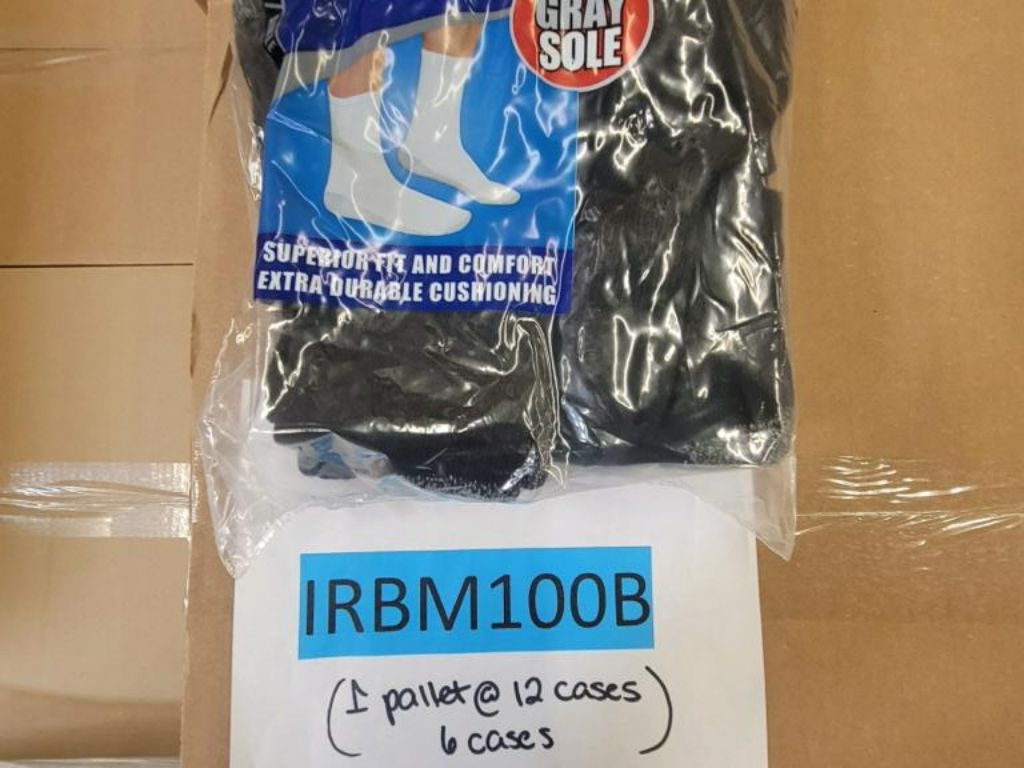 GRAY
SOLE
SUPERIOR FIT AND COMFORT
EXTRA DURABLE CUSHIONING
IRBM100B
(1 pallet @ 12 cases)
6 cases